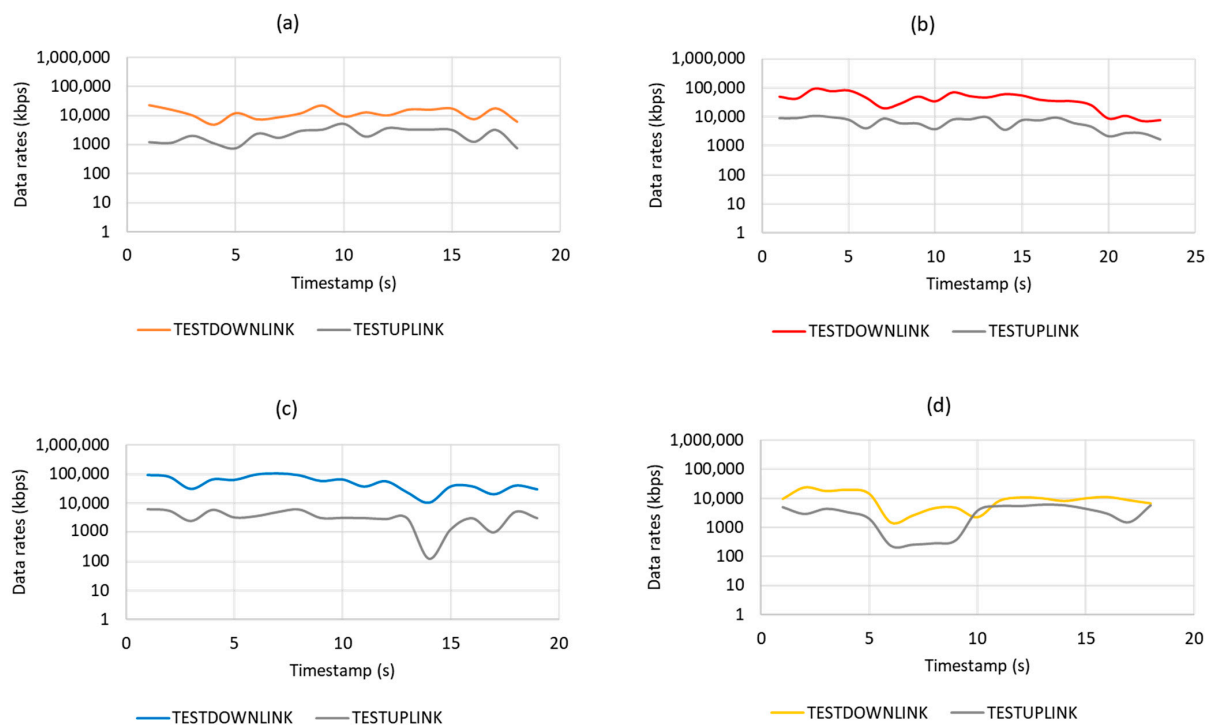 (a)
1,000,000
100,000
10,000
1000
100
10
1
Data rates (kbps)
0 5 10 15 20
Timestamp (s)
TESTDOWNLINK TESTUPLINK
(b)
1,000,000
100,000
10,000
1000
100
10
1
Data rates (kbps)
0 5 10 15 20 25
Timestamp (s)
TESTDOWNLINK TESTUPLINK
(c)
1,000,000
100,000
10,000
1000
100
10
1
Data rates (kbps)
0 5 10 15 20
Timestamp (s)
TESTDOWNLINK TESTUPLINK
(d)
1,000,000
100,000
10,000
1000
100
10
1
Data rates (kbps)
0 5 10 15 20
Timestamp (s)
TESTDOWNLINK TESTUPLINK